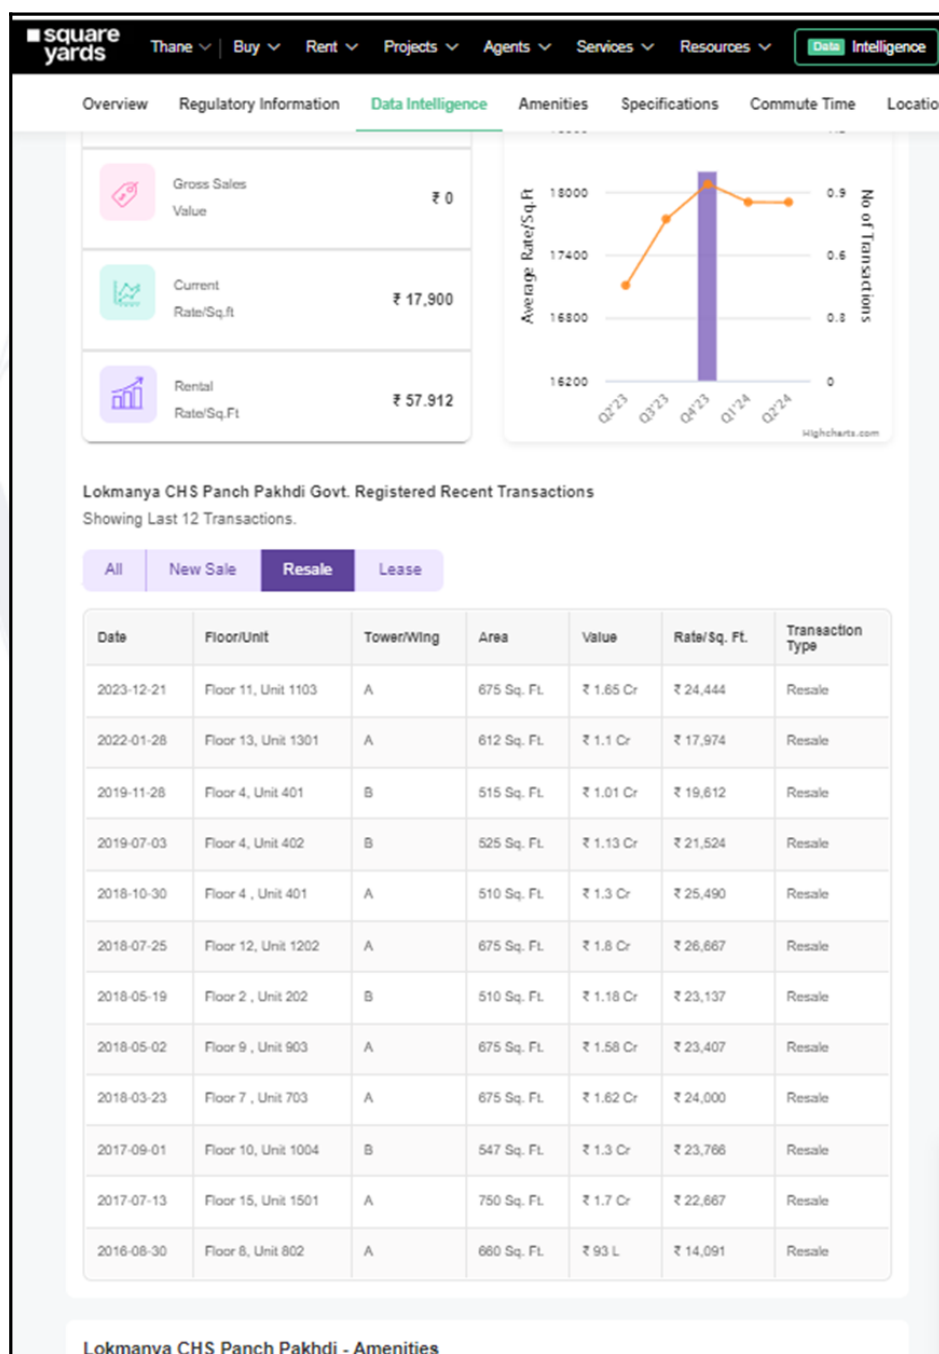 square
yards
Thane Buy Rent Projects Agents Services Resources Data Intelligence
Overview Regulatory Information Data Intelligence Amenities Specifications Commute Time Locatio
Gross Sales
Value
₹ 0
Current
Rate/Sq.ft
₹ 17,900
Rental
Rate/Sq.Ft
₹ 57.912
Average Rate/Sq.Ft
18000
17400
16800
16200
0.9
0.6
0.3
0
No of Transactions
Q2'23 Q3'23 Q4'23 Q1'24 Q2'24
Highcharts.com
Lokmanya CHS Panch Pakhdi Govt. Registered Recent Transactions
Showing Last 12 Transactions.
All New Sale Resale Lease
Date Floor/Unit Tower/Wing Area Value Rate/Sq. Ft. Transaction Type
2023-12-21 Floor 11, Unit 1103 A 675 Sq. Ft. ₹ 1.65 Cr ₹ 24,444 Resale
2022-01-28 Floor 13, Unit 1301 A 612 Sq. Ft. ₹ 1.1 Cr ₹ 17,974 Resale
2019-11-28 Floor 4, Unit 401 B 515 Sq. Ft. ₹ 1.01 Cr ₹ 19,612 Resale
2019-07-03 Floor 4, Unit 402 B 525 Sq. Ft. ₹ 1.13 Cr ₹ 21,524 Resale
2018-10-30 Floor 4 , Unit 401 A 510 Sq. Ft. ₹ 1.3 Cr ₹ 25,490 Resale
2018-07-25 Floor 12, Unit 1202 A 675 Sq. Ft. ₹ 1.8 Cr ₹ 26,667 Resale
2018-05-19 Floor 2 , Unit 202 B 510 Sq. Ft. ₹ 1.18 Cr ₹ 23,137 Resale
2018-05-02 Floor 9 , Unit 903 A 675 Sq. Ft. ₹ 1.58 Cr ₹ 23,407 Resale
2018-03-23 Floor 7 , Unit 703 A 675 Sq. Ft. ₹ 1.62 Cr ₹ 24,000 Resale
2017-09-01 Floor 10, Unit 1004 B 547 Sq. Ft. ₹ 1.3 Cr ₹ 23,766 Resale
2017-07-13 Floor 15, Unit 1501 A 750 Sq. Ft. ₹ 1.7 Cr ₹ 22,667 Resale
2016-08-30 Floor 8, Unit 802 A 660 Sq. Ft. ₹ 93 L ₹ 14,091 Resale
Lokmanya CHS Panch Pakhdi - Amenities